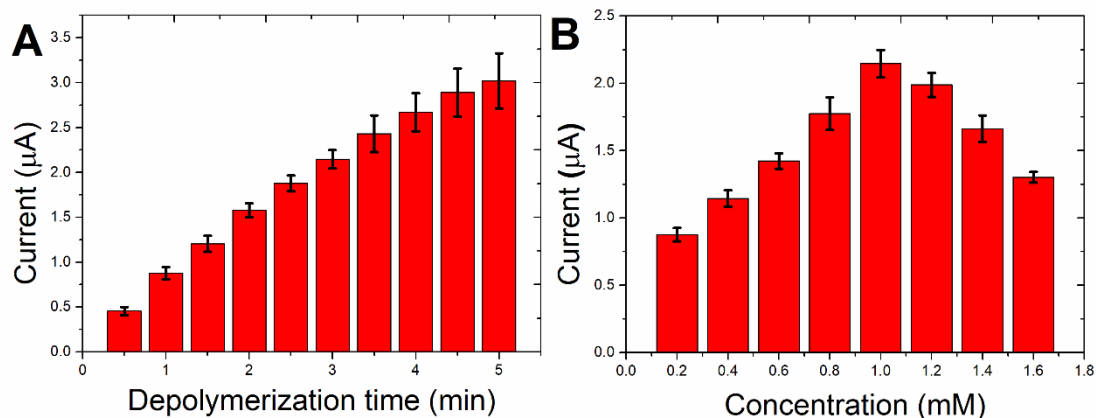 A
Current (μA)
3.5
3.0
2.5
2.0
1.5
1.0
0.5
0.0
0 1 2 3 4 5
Depolymerization time (min)
B
Current (μA)
2.5
2.0
1.5
1.0
0.5
0.0
0.0 0.2 0.4 0.6 0.8 1.0 1.2 1.4 1.6 1.8
Concentration (mM)